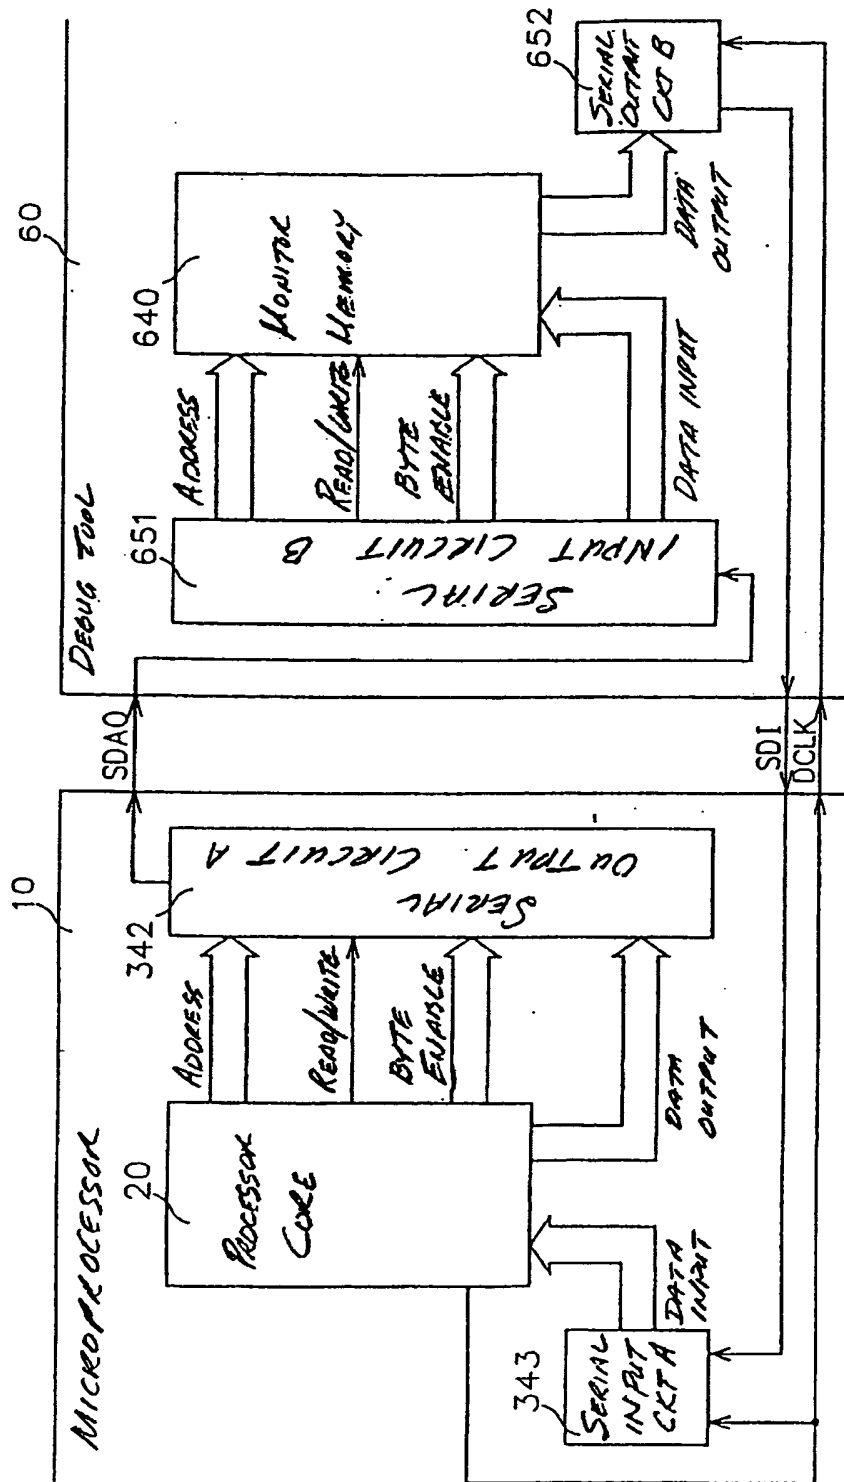 10
MICROPROCESSOR
20
PROCESSOR
CORE
ADDRESS
READ/WRITE
BYTE
ENABLE
DATA
OUTPUT
342
SERIAL
OUTPUT CIRCUIT A
343
SERIAL
INPUT
CKT A
DATA
INPUT
SDAO
SDI
DCLK
60
DEBUG TOOL
651
SERIAL
INPUT CIRCUIT B
ADDRESS
READ/WRITE
BYTE
ENABLE
DATA INPUT
640
MONITOR
MEMORY
DATA
OUTPUT
652
SERIAL
OUTPUT
CKT B